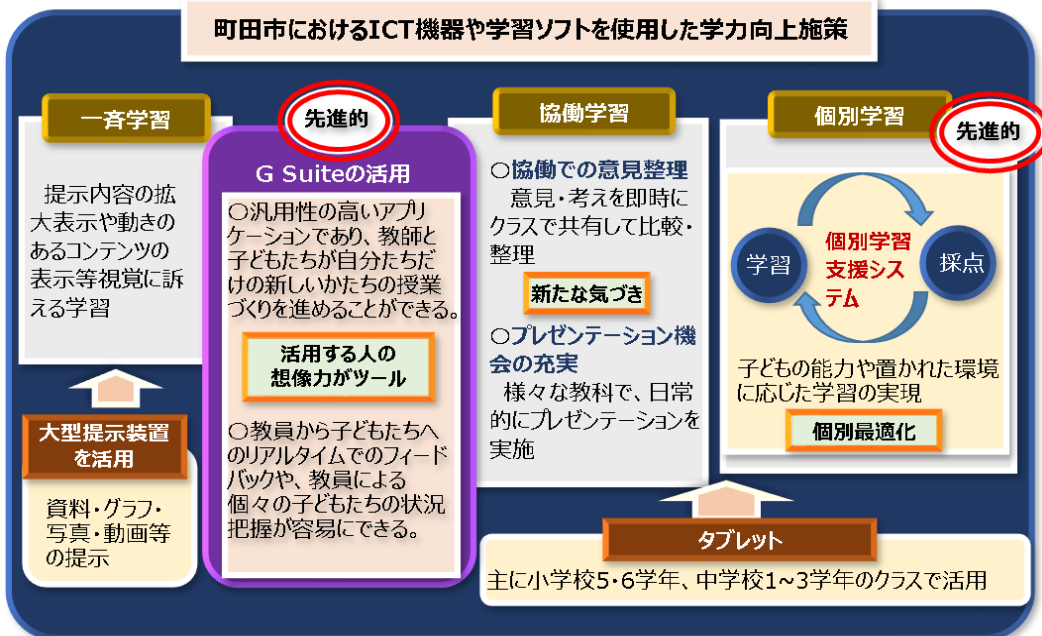 町田市におけるICT機器や学習ソフトを使用した学力向上施策
一斉学習
提示内容の拡
大表示や動きの
あるコンテンツの
表示等視覚に訴
える学習
大型提示装置
を活用
資料・グラフ・
写真・動画等
の提示
先進的
G Suiteの活用
○汎用性の高いアプリ
ケーションであり、教師と
子どもたちが自分たちだ
けの新しいかたちの授業
づくりを進めることができる。
活用する人の
想像力がツール
○教員から子どもたちへ
のリアルタイムでのフィード
バックや、教員による
個々の子どもたちの状況
把握が容易にできる。
協働学習
○協働での意見整理
意見・考えを即時に
クラスで共有して比較・
整理
新たな気づき
○プレゼンテーション機
会の充実
様々な教科で、日常
的にプレゼンテーションを
実施
個別学習
先進的
学習
個別学習
支援シス
テム
採点
子どもの能力や置かれた環境
に応じた学習の実現
個別最適化
タブレット
主に小学校5・6学年、中学校1~3学年のクラスで活用